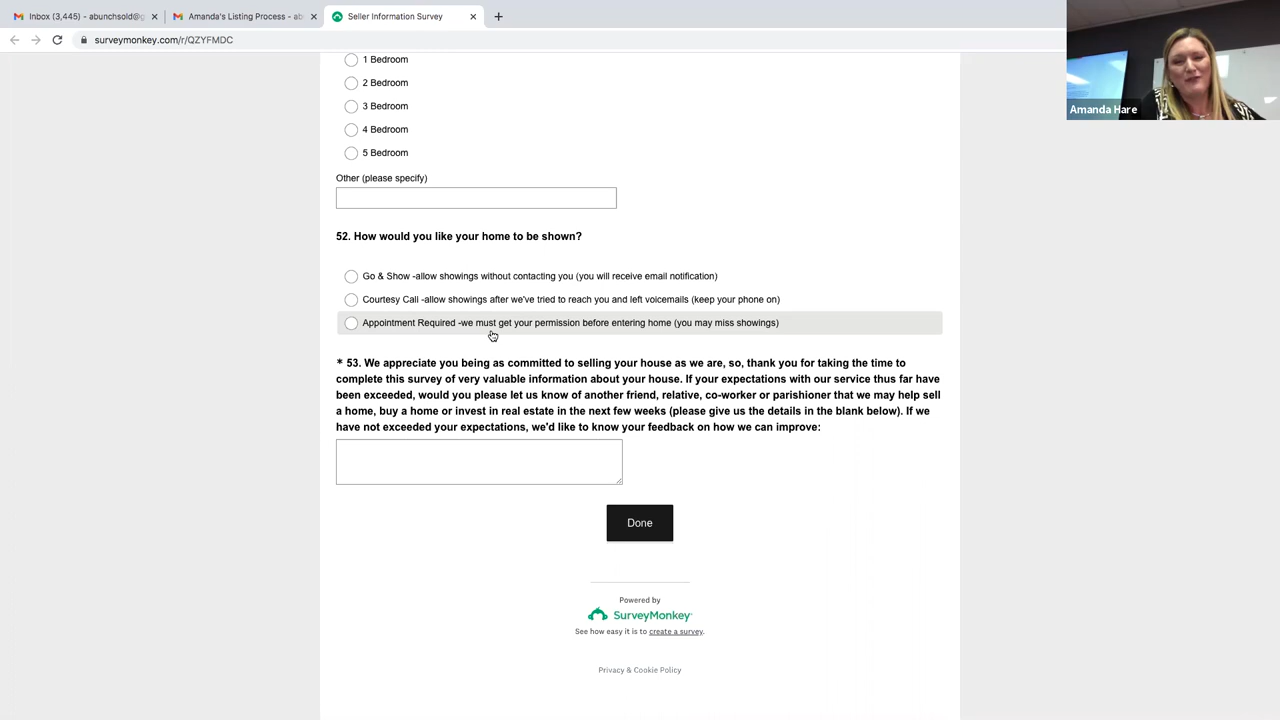 Inbox (3,445) - abunchsold@g
Amanda's Listing Process - ab
Seller Information Survey
surveymonkey.com/r/QZYFMDC
Amanda Hare
1 Bedroom
2 Bedroom
3 Bedroom
4 Bedroom
5 Bedroom
Other (please specify)
52. How would you like your home to be shown?
Go & Show -allow showings without contacting you (you will receive email notification)
Courtesy Call -allow showings after we've tried to reach you and left voicemails (keep your phone on)
Appointment Required -we must get your permission before entering home (you may miss showings)
* 53. We appreciate you being as committed to selling your house as we are, so, thank you for taking the time to
complete this survey of very valuable information about your house. If your expectations with our service thus far have
been exceeded, would you please let us know of another friend, relative, co-worker or parishioner that we may help sell
a home, buy a home or invest in real estate in the next few weeks (please give us the details in the blank below). If we
have not exceeded your expectations, we'd like to know your feedback on how we can improve:
Done
Powered by
SurveyMonkey
See how easy it is to create a survey.
Privacy & Cookie Policy